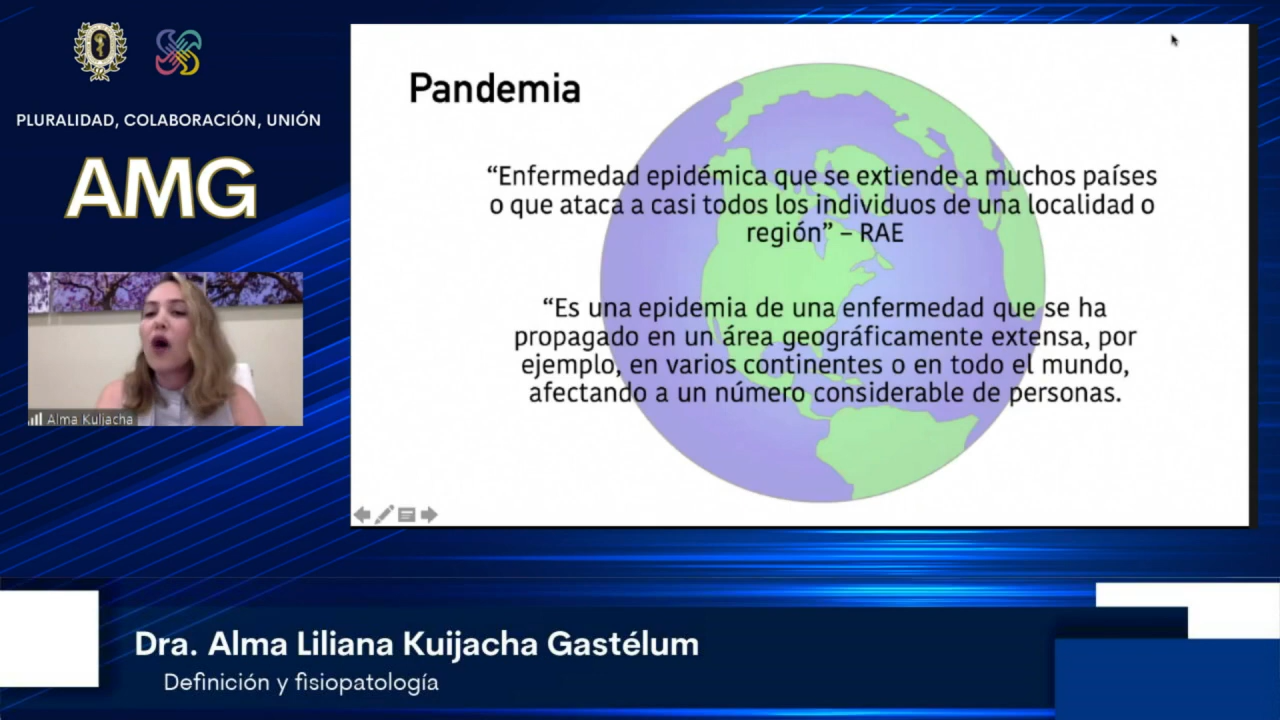 PLURALIDAD, COLABORACIÓN, UNIÓN
AMG
Alma Kuijacha
Pandemia
“Enfermedad epidémica que se extiende a muchos países
o que ataca a casi todos los individuos de una localidad o
región” – RAE
“Es una epidemia de una enfermedad que se ha
propagado en un área geográficamente extensa, por
ejemplo, en varios continentes o en todo el mundo,
afectando a un número considerable de personas.
Dra. Alma Liliana Kuijacha Gastélum
Definición y fisiopatología